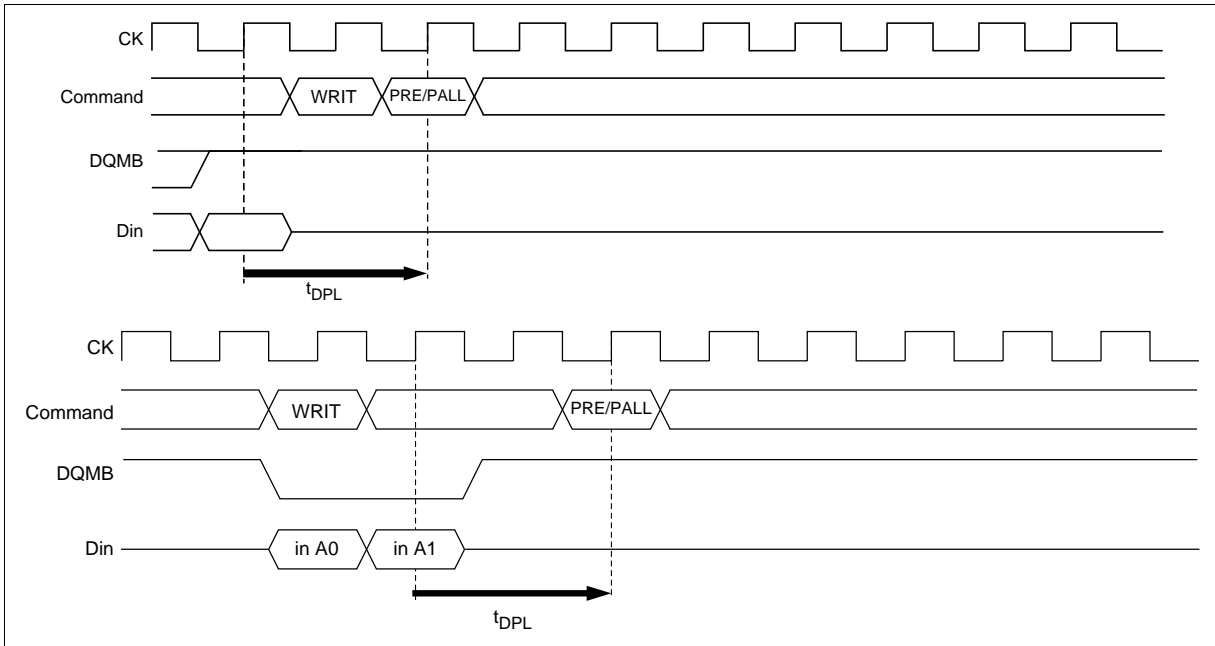 CK
Command WRIT PRE/PALL
DQMB
Din
tDPL
CK
Command WRIT PRE/PALL
DQMB
Din in A0 in A1
tDPL